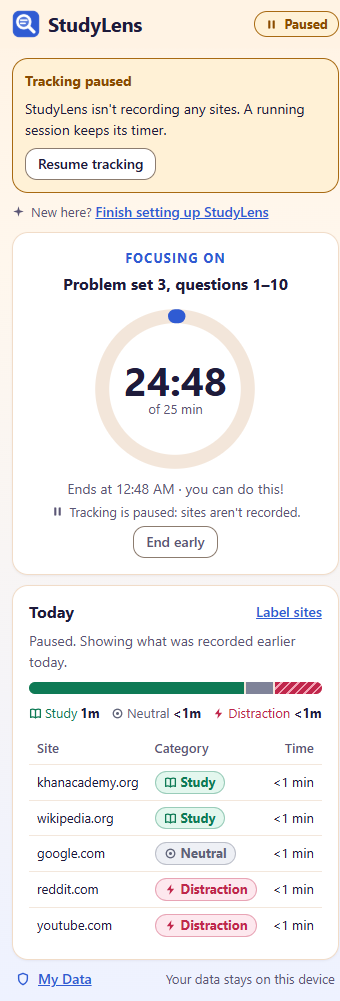 StudyLens
Paused
Tracking paused
StudyLens isn't recording any sites. A running
session keeps its timer.
Resume tracking
New here? Finish setting up StudyLens
FOCUSING ON
Problem set 3, questions 1–10
24:48
of 25 min
Ends at 12:48 AM · you can do this!
Tracking is paused: sites aren't recorded.
End early
Today Label sites
Paused. Showing what was recorded earlier
today.
Study 1m Neutral <1m Distraction <1m
Site Category Time
khanacademy.org Study <1 min
wikipedia.org Study <1 min
google.com Neutral <1 min
reddit.com Distraction <1 min
youtube.com Distraction <1 min
My Data Your data stays on this device